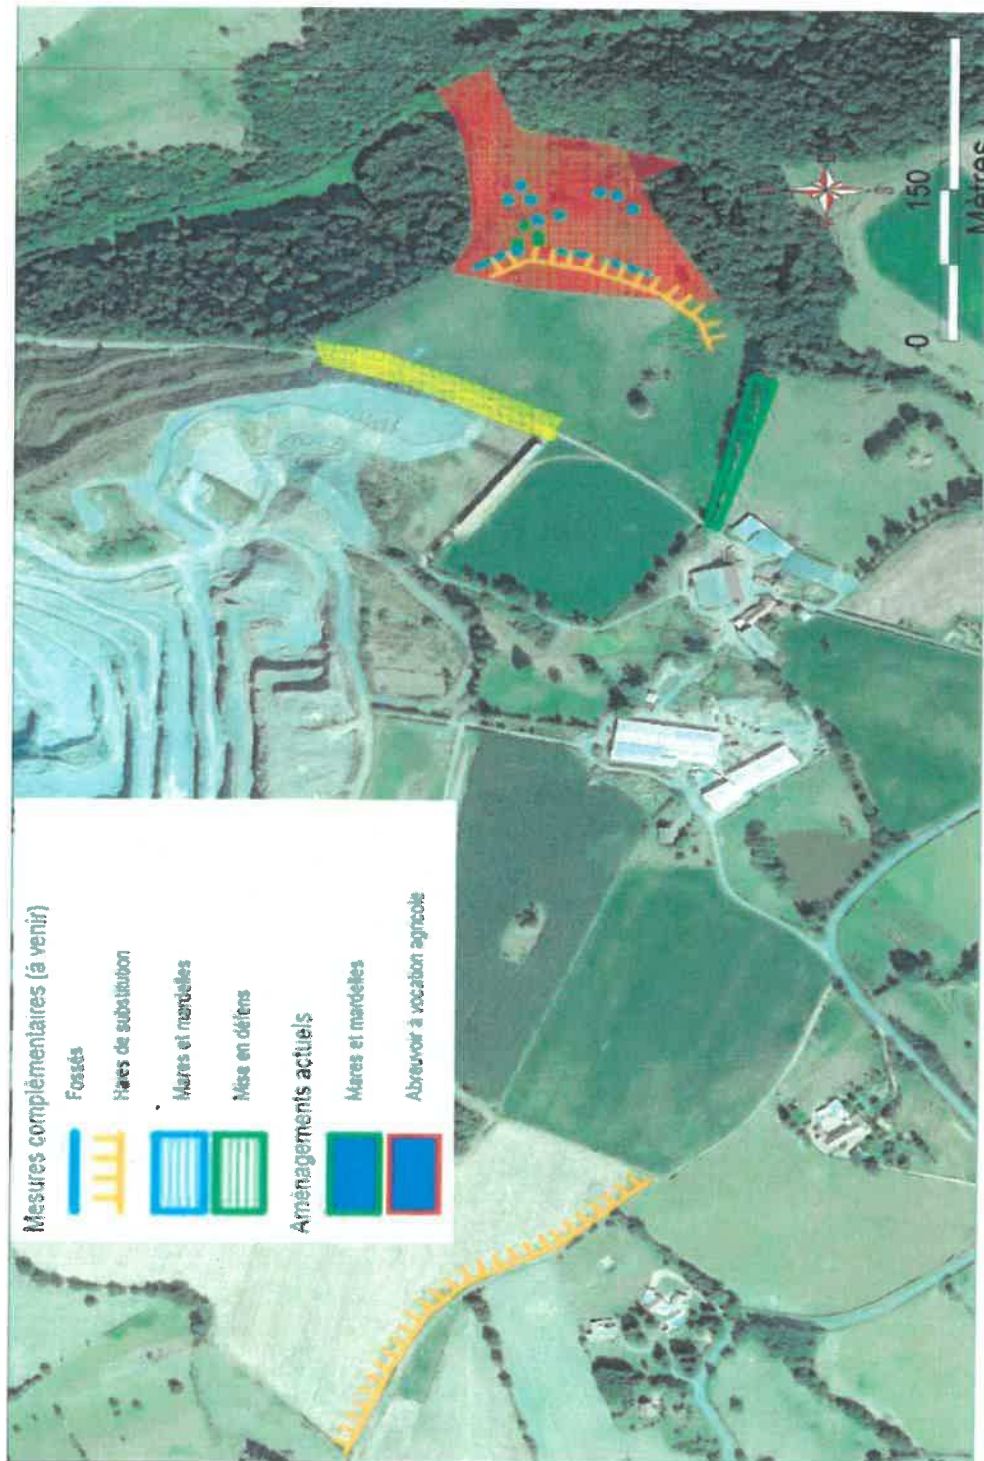 Mesures complémentaires (à venir)
Fossés
Haies de substitution
Mares et mardelles
Mise en défens
Aménagements actuels
Mares et mardelles
Abreuvoir à vocation agricole
0 150
Mètres